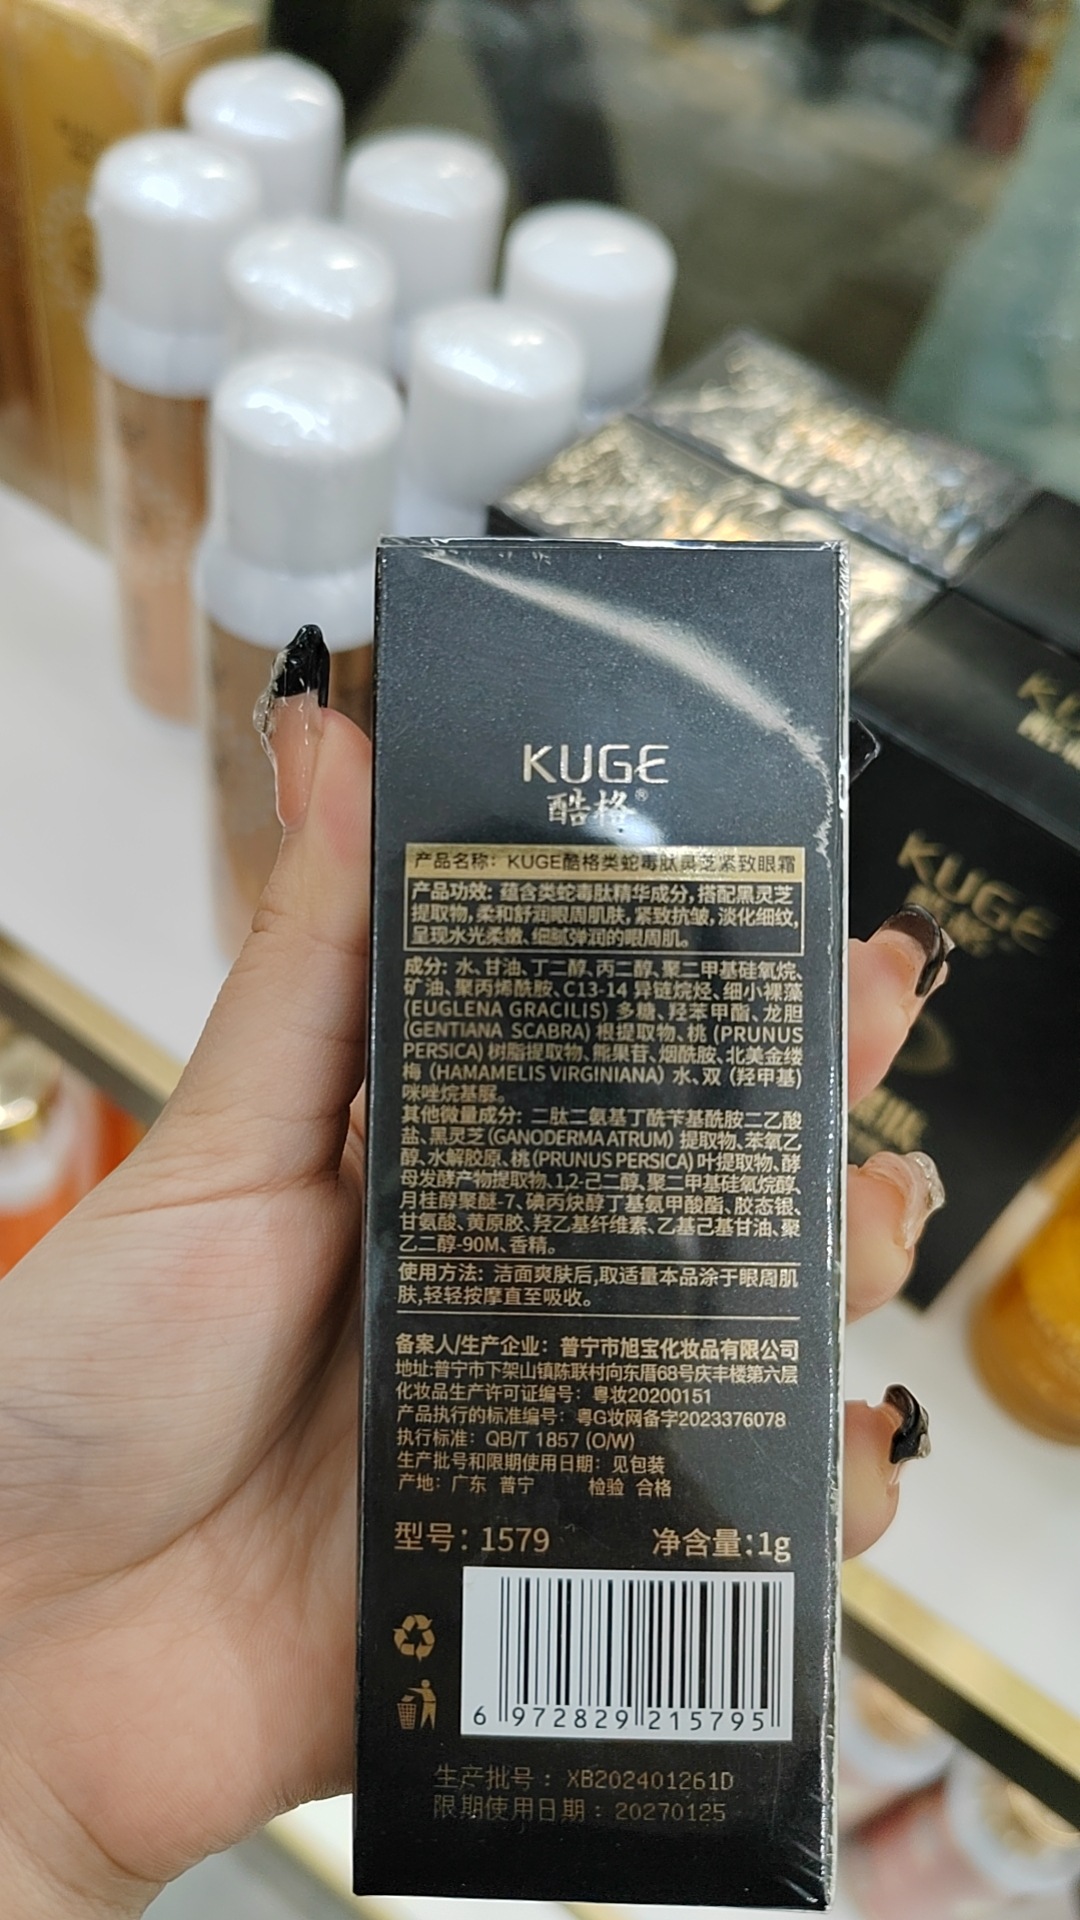 KUGE
酷格®
产品名称：KUGE酷格类蛇毒肽灵芝紧致眼霜
产品功效: 蕴含类蛇毒肽精华成分,搭配黑灵芝
提取物,柔和舒润眼周肌肤,紧致抗皱,淡化细纹,
呈现水光柔嫩、细腻弹润的眼周肌。
成分: 水、甘油、丁二醇、丙二醇、聚二甲基硅氧烷、
矿油、聚丙烯酰胺、C13-14 异链烷烃、细小裸藻
(EUGLENA GRACILIS) 多糖、羟苯甲酯、龙胆
(GENTIANA SCABRA) 根提取物、桃 (PRUNUS
PERSICA) 树脂提取物、熊果苷、烟酰胺、北美金缕
梅 (HAMAMELIS VIRGINIANA) 水、双 (羟甲基)
咪唑烷基脲。
其他微量成分: 二肽二氨基丁酰苄基酰胺二乙酸
盐、黑灵芝(GANODERMA ATRUM) 提取物、苯氧乙
醇、水解胶原、桃(PRUNUS PERSICA) 叶提取物、酵
母发酵产物提取物、1,2-己二醇、聚二甲基硅氧烷醇、
月桂醇聚醚-7、碘丙炔醇丁基氨甲酸酯、胶态银、
甘氨酸、黄原胶、羟乙基纤维素、乙基己基甘油、聚
乙二醇-90M、香精。
使用方法: 洁面爽肤后,取适量本品涂于眼周肌
肤,轻轻按摩直至吸收。
备案人/生产企业：普宁市旭宝化妆品有限公司
地址:普宁市下架山镇陈联村向东厝68号庆丰楼第六层
化妆品生产许可证编号：粤妆20200151
产品执行的标准编号：粤G妆网备字2023376078
执行标准：QB/T 1857 (O/W)
生产批号和限期使用日期：见包装
产地：广东 普宁 检验 合格
型号：1579 净含量:1g
6 972829 215795
生产批号：XB202401261D
限期使用日期：20270125
KUGE